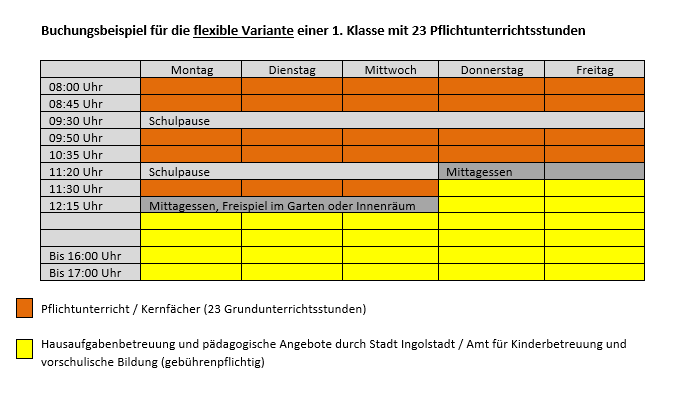 Buchungsbeispiel für die flexible Variante einer 1. Klasse mit 23 Pflichtunterrichtsstunden
Montag Dienstag Mittwoch Donnerstag Freitag
08:00 Uhr
08:45 Uhr
09:30 Uhr Schulpause
09:50 Uhr
10:35 Uhr
11:20 Uhr Schulpause Mittagessen
11:30 Uhr
12:15 Uhr Mittagessen, Freispiel im Garten oder Innenräum
Bis 16:00 Uhr
Bis 17:00 Uhr
Pflichtunterricht / Kernfächer (23 Grundunterrichtsstunden)
Hausaufgabenbetreuung und pädagogische Angebote durch Stadt Ingolstadt / Amt für Kinderbetreuung und
vorschulische Bildung (gebührenpflichtig)